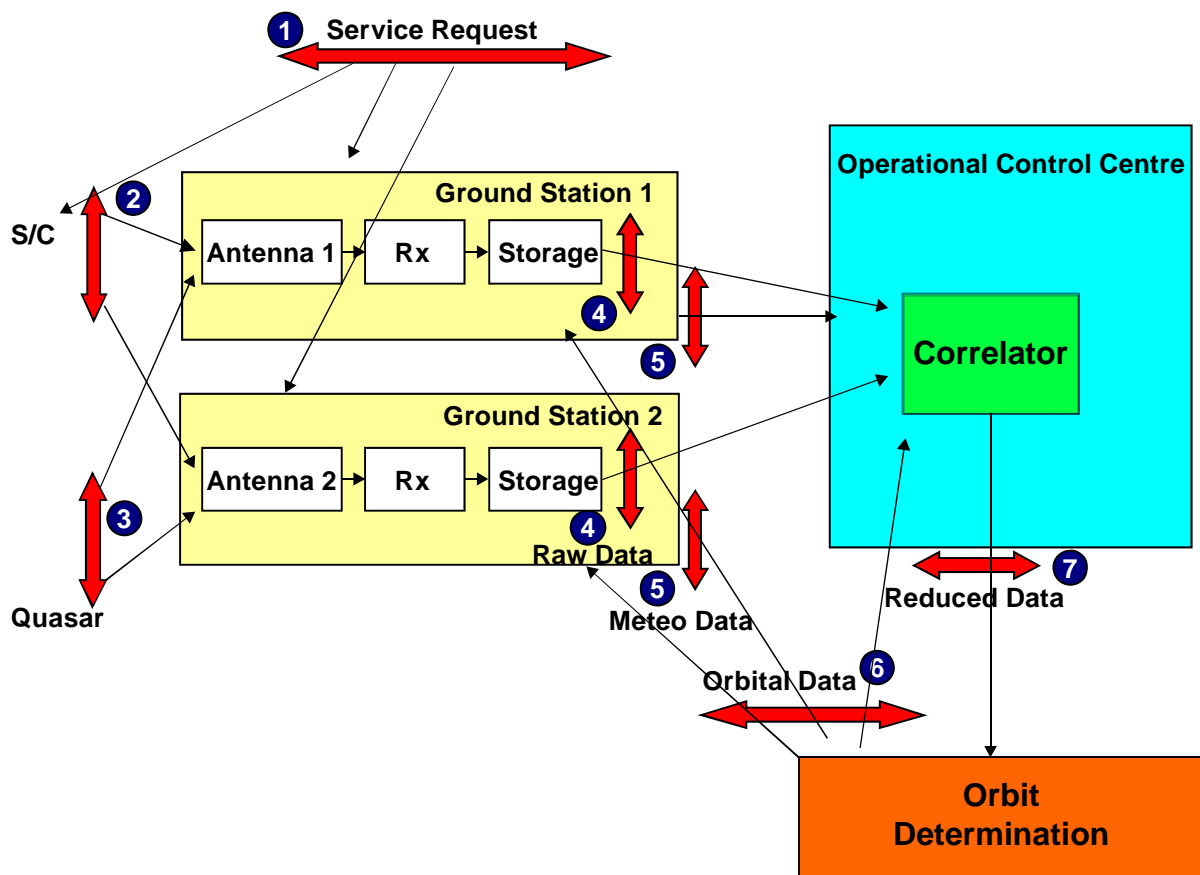 1
Service Request
Operational Control Centre
2
Ground Station 1
S/C
Antenna 1
Rx
Storage
4
5
Correlator
Ground Station 2
Antenna 2
Rx
Storage
3
4
Raw Data
5
Meteo Data
Quasar
7
Reduced Data
6
Orbital Data
Orbit
Determination